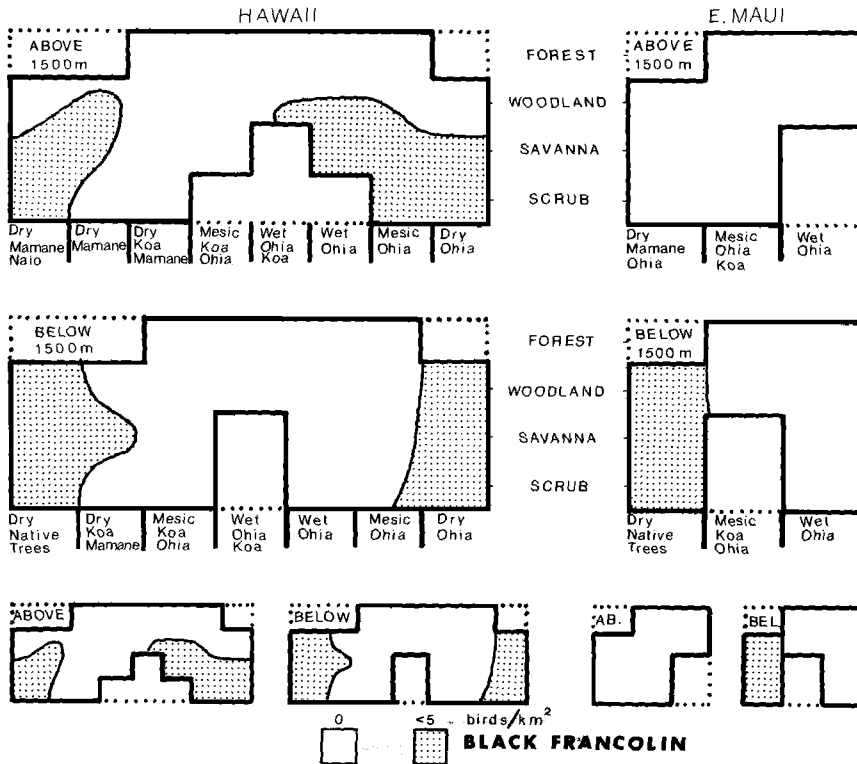 HAWAII
E. MAUI
ABOVE
1500m
FOREST
WOODLAND
SAVANNA
SCRUB
ABOVE
1500m
Dry
Mamane
Naio
Dry
Mamane
Dry
Koa
Mamane
Mesic
Koa
Ohia
Wet
Ohia
Koa
Wet
Ohia
Mesic
Ohia
Dry
Ohia
Dry
Mamane
Ohia
Mesic
Ohia
Koa
Wet
Ohia
BELOW
1500m
FOREST
WOODLAND
SAVANNA
SCRUB
BELOW
1500m
Dry
Native
Trees
Dry
Koa
Mamane
Mesic
Koa
Ohia
Wet
Ohia
Koa
Wet
Ohia
Mesic
Ohia
Dry
Ohia
Dry
Native
Trees
Mesic
Koa
Ohia
Wet
Ohia
ABOVE
BELOW
AB.
BEL
0 <5 birds/km²
BLACK FRANCOLIN